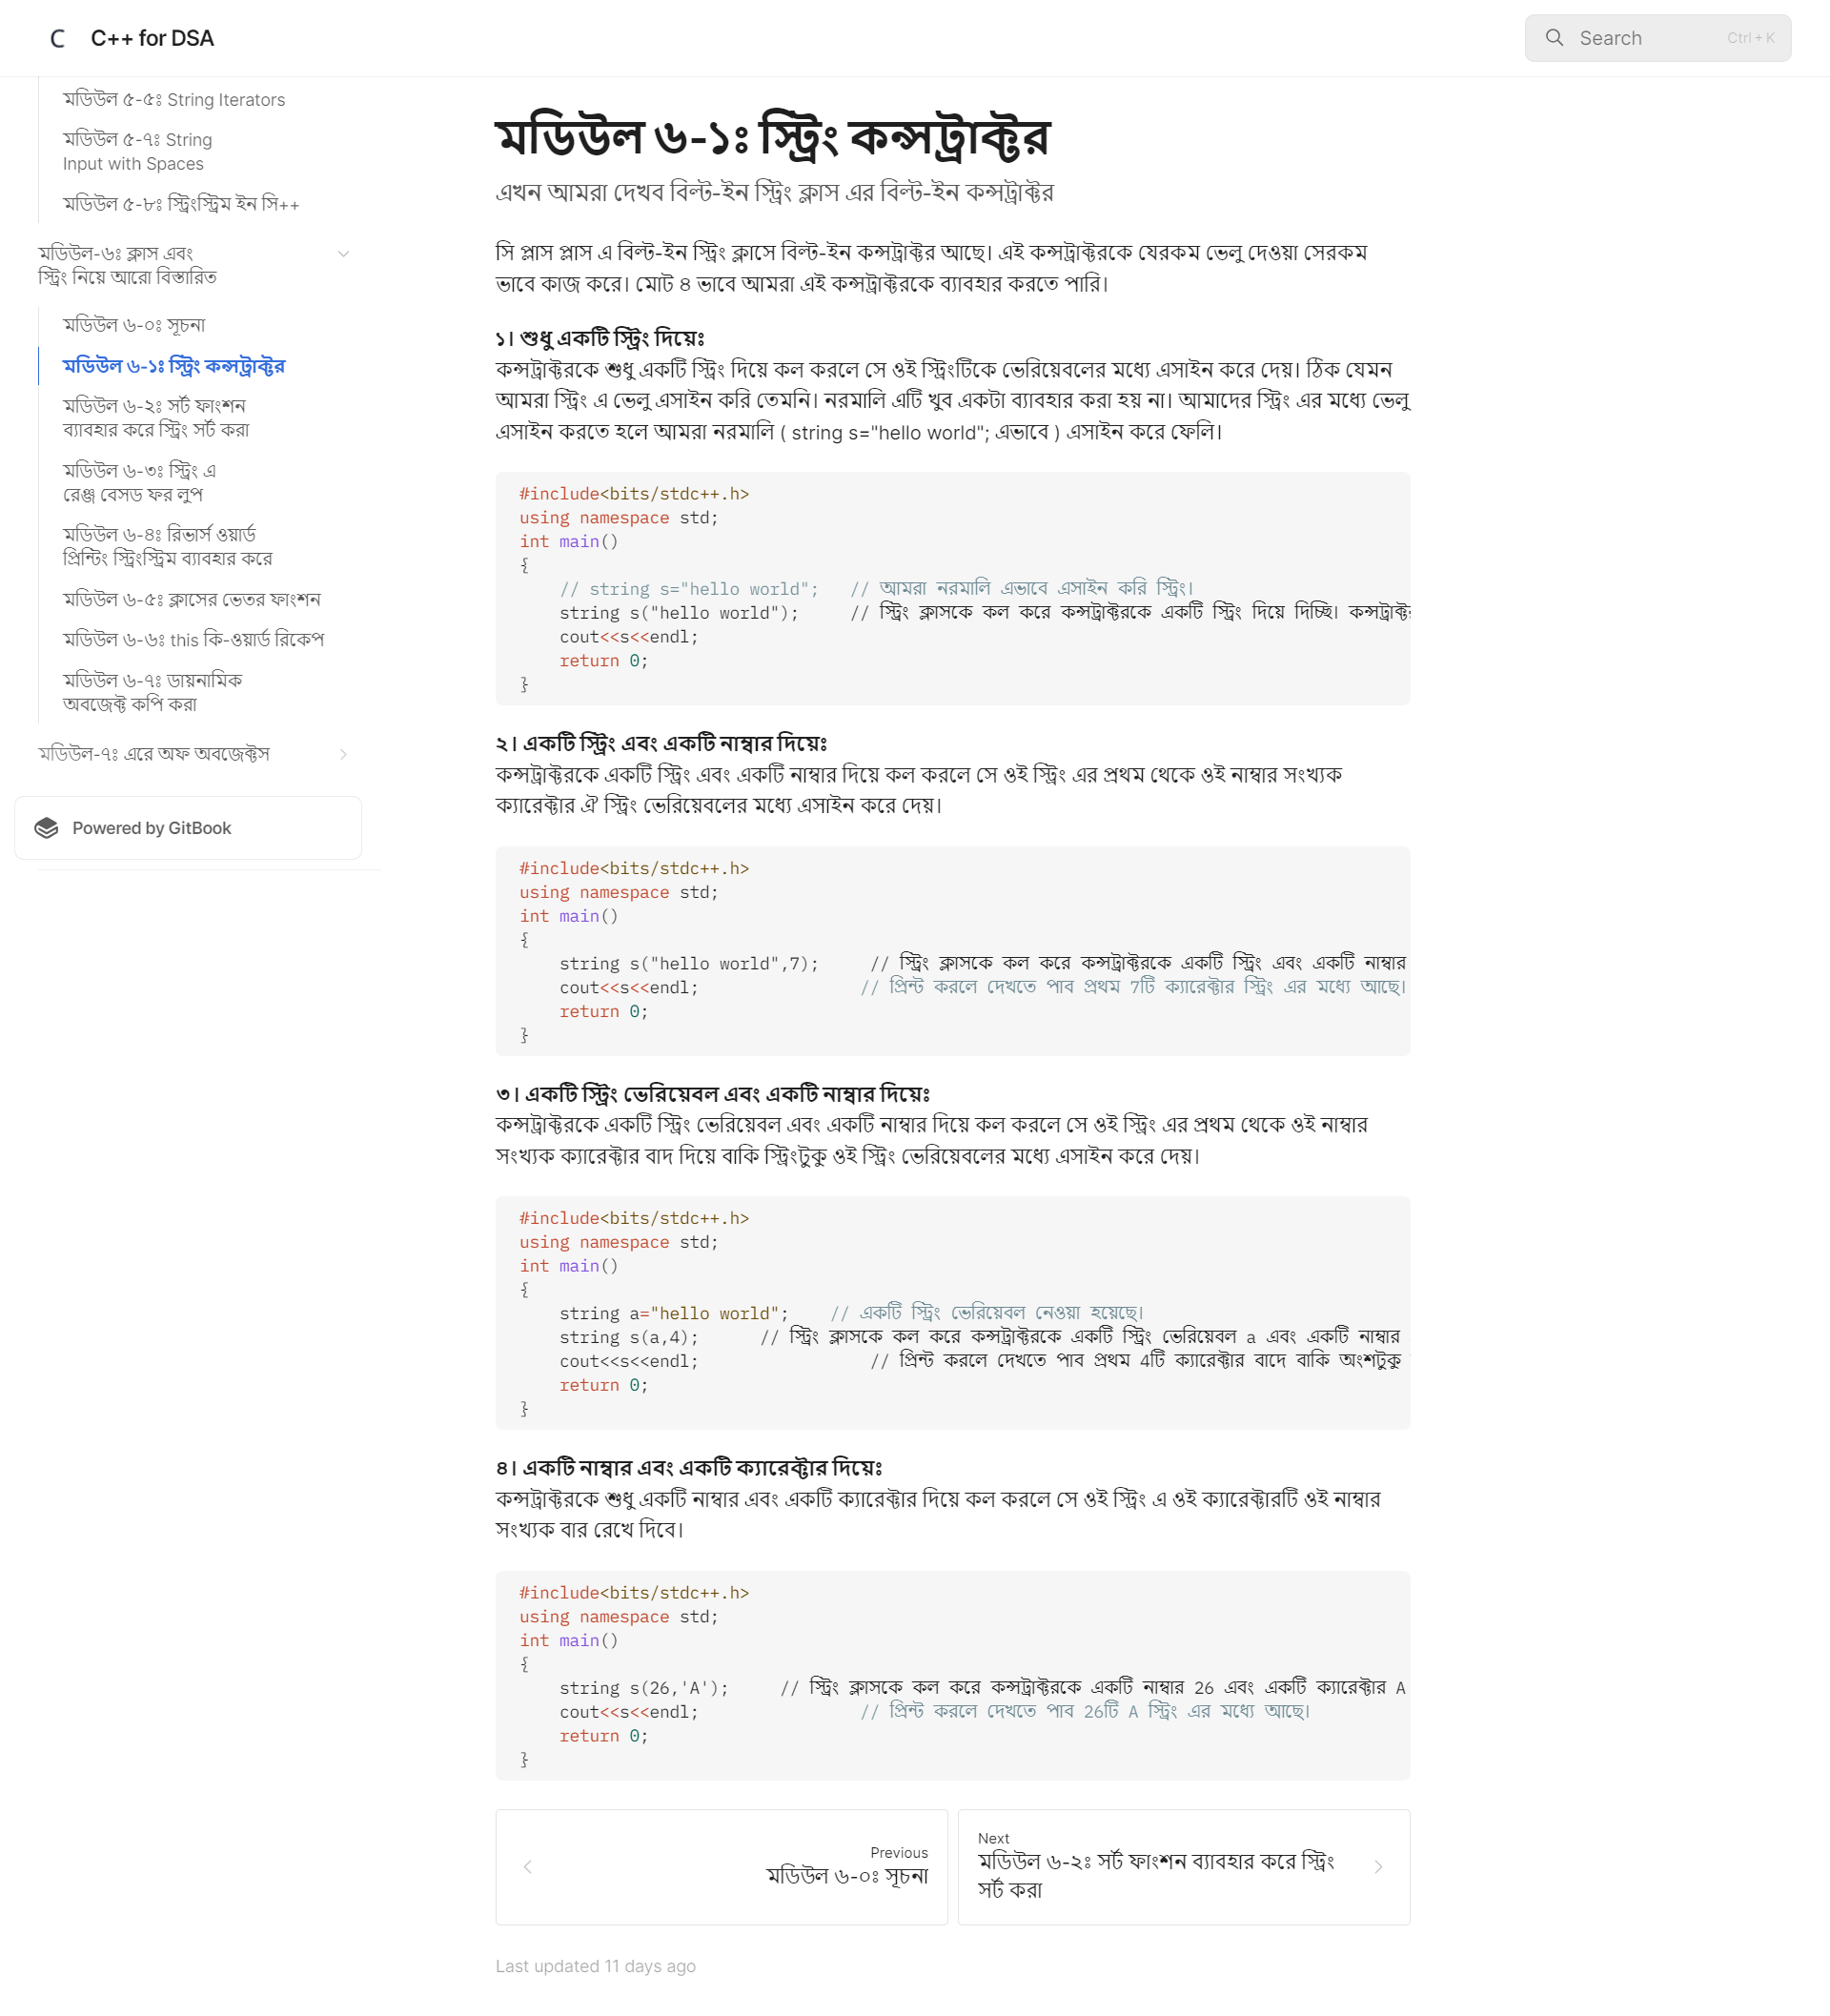 C C++ for DSA
Search Ctrl + K
মডিউল ৫-৫ঃ String Iterators
মডিউল ৫-৭ঃ String
Input with Spaces
মডিউল ৫-৮ঃ স্ট্রিংস্ট্রিম ইন সি++
মডিউল-৬ঃ ক্লাস এবং
স্ট্রিং নিয়ে আরো বিস্তারিত
মডিউল ৬-০ঃ সূচনা
মডিউল ৬-১ঃ স্ট্রিং কন্সট্রাক্টর
মডিউল ৬-২ঃ সর্ট ফাংশন
ব্যাবহার করে স্ট্রিং সর্ট করা
মডিউল ৬-৩ঃ স্ট্রিং এ
রেঞ্জ বেসড ফর লুপ
মডিউল ৬-৪ঃ রিভার্স ওয়ার্ড
প্রিন্টিং স্ট্রিংস্ট্রিম ব্যাবহার করে
মডিউল ৬-৫ঃ ক্লাসের ভেতর ফাংশন
মডিউল ৬-৬ঃ this কি-ওয়ার্ড রিকেপ
মডিউল ৬-৭ঃ ডায়নামিক
অবজেক্ট কপি করা
মডিউল-৭ঃ এরে অফ অবজেক্টস
Powered by GitBook
মডিউল ৬-১ঃ স্ট্রিং কন্সট্রাক্টর
এখন আমরা দেখব বিল্ট-ইন স্ট্রিং ক্লাস এর বিল্ট-ইন কন্সট্রাক্টর
সি প্লাস প্লাস এ বিল্ট-ইন স্ট্রিং ক্লাসে বিল্ট-ইন কন্সট্রাক্টর আছে। এই কন্সট্রাক্টরকে যেরকম ভেলু দেওয়া সেরকম
ভাবে কাজ করে। মোট ৪ ভাবে আমরা এই কন্সট্রাক্টরকে ব্যাবহার করতে পারি।
১। শুধু একটি স্ট্রিং দিয়েঃ
কন্সট্রাক্টরকে শুধু একটি স্ট্রিং দিয়ে কল করলে সে ওই স্ট্রিংটিকে ভেরিয়েবলের মধ্যে এসাইন করে দেয়। ঠিক যেমন
আমরা স্ট্রিং এ ভেলু এসাইন করি তেমনি। নরমালি এটি খুব একটা ব্যাবহার করা হয় না। আমাদের স্ট্রিং এর মধ্যে ভেলু
এসাইন করতে হলে আমরা নরমালি ( string s="hello world"; এভাবে ) এসাইন করে ফেলি।
#include<bits/stdc++.h>
using namespace std;
int main()
{
// string s="hello world"; // আমরা নরমালি এভাবে এসাইন করি স্ট্রিং।
string s("hello world"); // স্ট্রিং ক্লাসকে কল করে কন্সট্রাক্টরকে একটি স্ট্রিং দিয়ে দিচ্ছি। কন্সট্রাক্টর
cout<<s<<endl;
return 0;
}
২। একটি স্ট্রিং এবং একটি নাম্বার দিয়েঃ
কন্সট্রাক্টরকে একটি স্ট্রিং এবং একটি নাম্বার দিয়ে কল করলে সে ওই স্ট্রিং এর প্রথম থেকে ওই নাম্বার সংখ্যক
ক্যারেক্টার ঐ স্ট্রিং ভেরিয়েবলের মধ্যে এসাইন করে দেয়।
#include<bits/stdc++.h>
using namespace std;
int main()
{
string s("hello world",7); // স্ট্রিং ক্লাসকে কল করে কন্সট্রাক্টরকে একটি স্ট্রিং এবং একটি নাম্বার
cout<<s<<endl; // প্রিন্ট করলে দেখতে পাব প্রথম 7টি ক্যারেক্টার স্ট্রিং এর মধ্যে আছে।
return 0;
}
৩। একটি স্ট্রিং ভেরিয়েবল এবং একটি নাম্বার দিয়েঃ
কন্সট্রাক্টরকে একটি স্ট্রিং ভেরিয়েবল এবং একটি নাম্বার দিয়ে কল করলে সে ওই স্ট্রিং এর প্রথম থেকে ওই নাম্বার
সংখ্যক ক্যারেক্টার বাদ দিয়ে বাকি স্ট্রিংটুকু ওই স্ট্রিং ভেরিয়েবলের মধ্যে এসাইন করে দেয়।
#include<bits/stdc++.h>
using namespace std;
int main()
{
string a="hello world"; // একটি স্ট্রিং ভেরিয়েবল নেওয়া হয়েছে।
string s(a,4); // স্ট্রিং ক্লাসকে কল করে কন্সট্রাক্টরকে একটি স্ট্রিং ভেরিয়েবল a এবং একটি নাম্বার
cout<<s<<endl; // প্রিন্ট করলে দেখতে পাব প্রথম 4টি ক্যারেক্টার বাদে বাকি অংশটুকু
return 0;
}
৪। একটি নাম্বার এবং একটি ক্যারেক্টার দিয়েঃ
কন্সট্রাক্টরকে শুধু একটি নাম্বার এবং একটি ক্যারেক্টার দিয়ে কল করলে সে ওই স্ট্রিং এ ওই ক্যারেক্টারটি ওই নাম্বার
সংখ্যক বার রেখে দিবে।
#include<bits/stdc++.h>
using namespace std;
int main()
{
string s(26,'A'); // স্ট্রিং ক্লাসকে কল করে কন্সট্রাক্টরকে একটি নাম্বার 26 এবং একটি ক্যারেক্টার A
cout<<s<<endl; // প্রিন্ট করলে দেখতে পাব 26টি A স্ট্রিং এর মধ্যে আছে।
return 0;
}
Previous
মডিউল ৬-০ঃ সূচনা
Next
মডিউল ৬-২ঃ সর্ট ফাংশন ব্যাবহার করে স্ট্রিং
সর্ট করা
Last updated 11 days ago